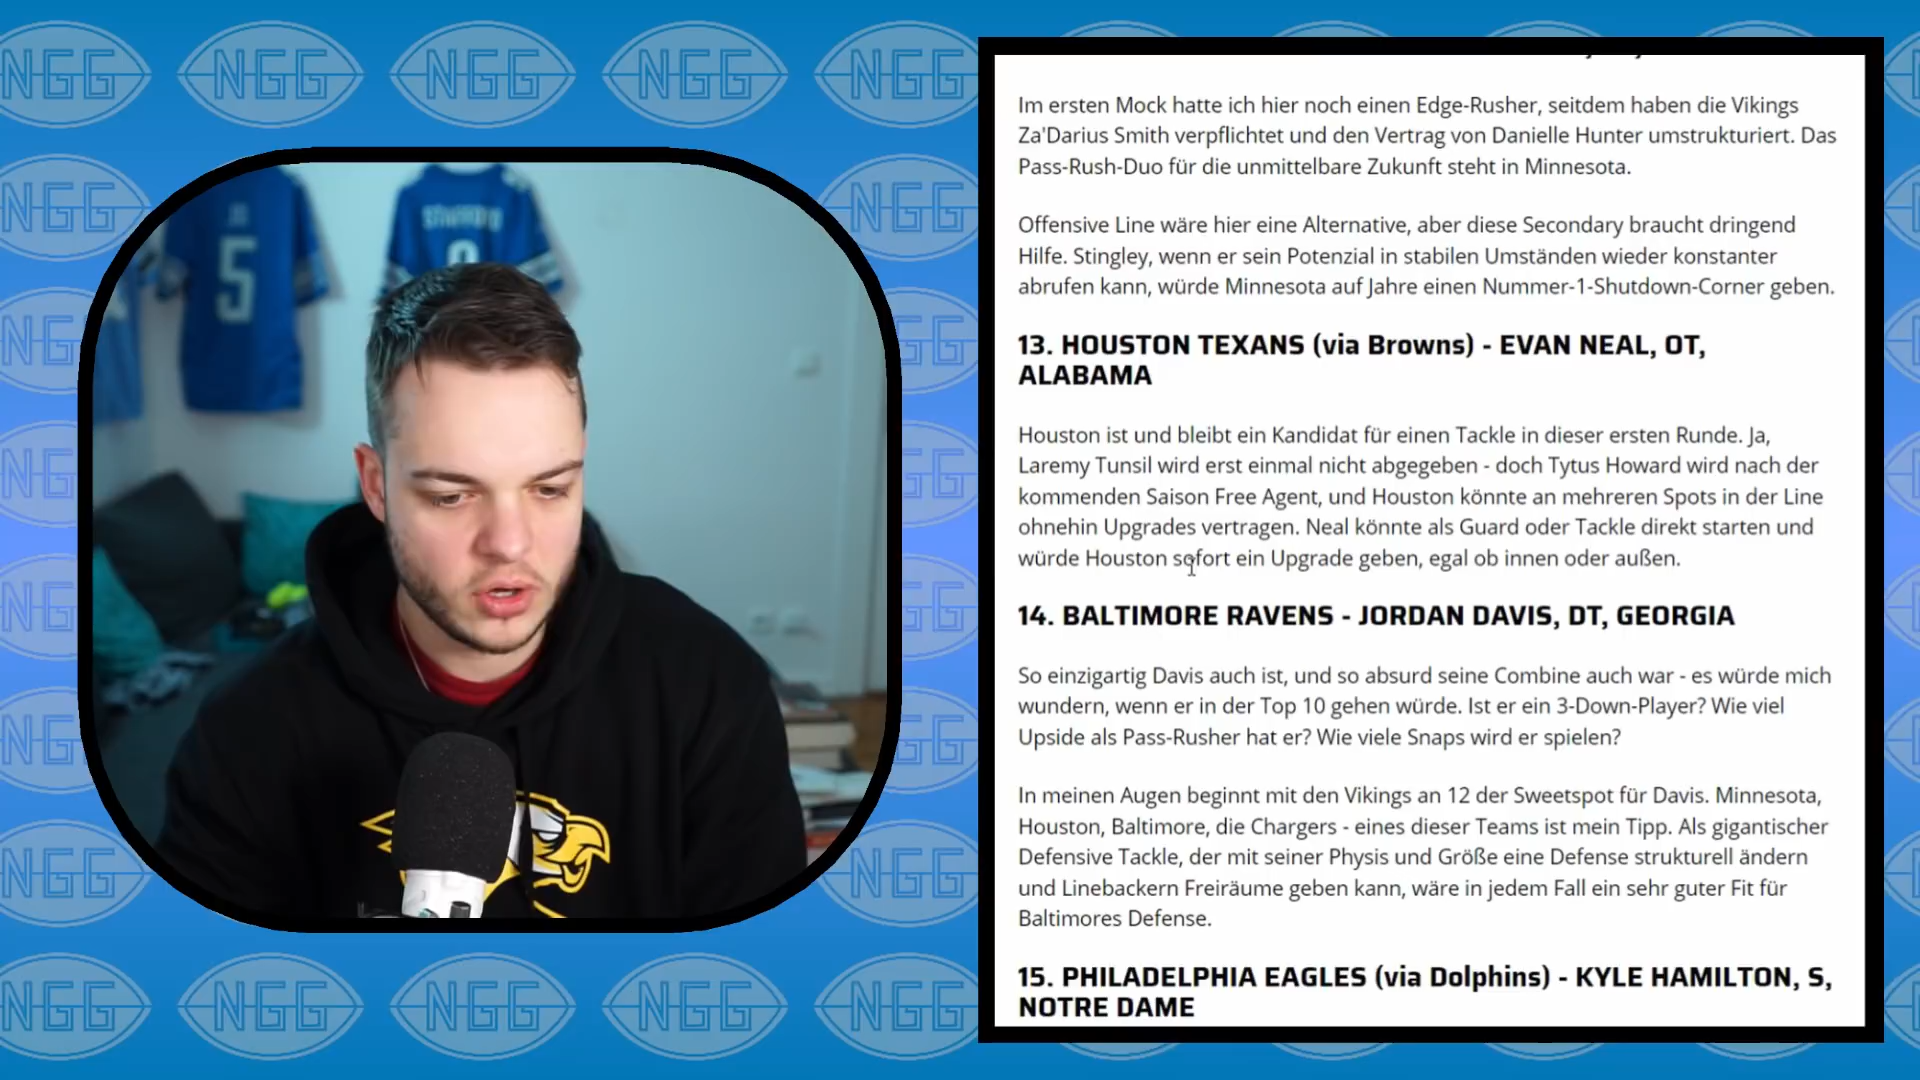 Im ersten Mock hatte ich hier noch einen Edge-Rusher, seitdem haben die Vikings
Za'Darius Smith verpflichtet und den Vertrag von Danielle Hunter umstrukturiert. Das
Pass-Rush-Duo für die unmittelbare Zukunft steht in Minnesota.
Offensive Line wäre hier eine Alternative, aber diese Secondary braucht dringend
Hilfe. Stingley, wenn er sein Potenzial in stabilen Umständen wieder konstanter
abrufen kann, würde Minnesota auf Jahre einen Nummer-1-Shutdown-Corner geben.
13. HOUSTON TEXANS (via Browns) - EVAN NEAL, OT,
ALABAMA
Houston ist und bleibt ein Kandidat für einen Tackle in dieser ersten Runde. Ja,
Laremy Tunsil wird erst einmal nicht abgegeben - doch Tytus Howard wird nach der
kommenden Saison Free Agent, und Houston könnte an mehreren Spots in der Line
ohnehin Upgrades vertragen. Neal könnte als Guard oder Tackle direkt starten und
würde Houston sofort ein Upgrade geben, egal ob innen oder außen.
14. BALTIMORE RAVENS - JORDAN DAVIS, DT, GEORGIA
So einzigartig Davis auch ist, und so absurd seine Combine auch war - es würde mich
wundern, wenn er in der Top 10 gehen würde. Ist er ein 3-Down-Player? Wie viel
Upside als Pass-Rusher hat er? Wie viele Snaps wird er spielen?
In meinen Augen beginnt mit den Vikings an 12 der Sweetspot für Davis. Minnesota,
Houston, Baltimore, die Chargers - eines dieser Teams ist mein Tipp. Als gigantischer
Defensive Tackle, der mit seiner Physis und Größe eine Defense strukturell ändern
und Linebackern Freiräume geben kann, wäre in jedem Fall ein sehr guter Fit für
Baltimores Defense.
15. PHILADELPHIA EAGLES (via Dolphins) - KYLE HAMILTON, S,
NOTRE DAME
NGG
5
STAFFORD